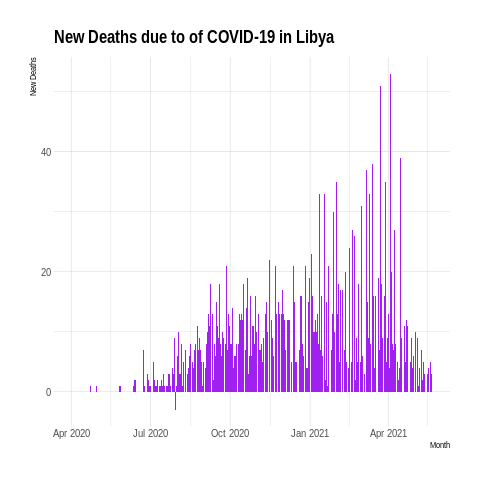 New Deaths due to of COVID-19 in Libya
New Deaths
40
20
0
Apr 2020 Jul 2020 Oct 2020 Jan 2021 Apr 2021
Month